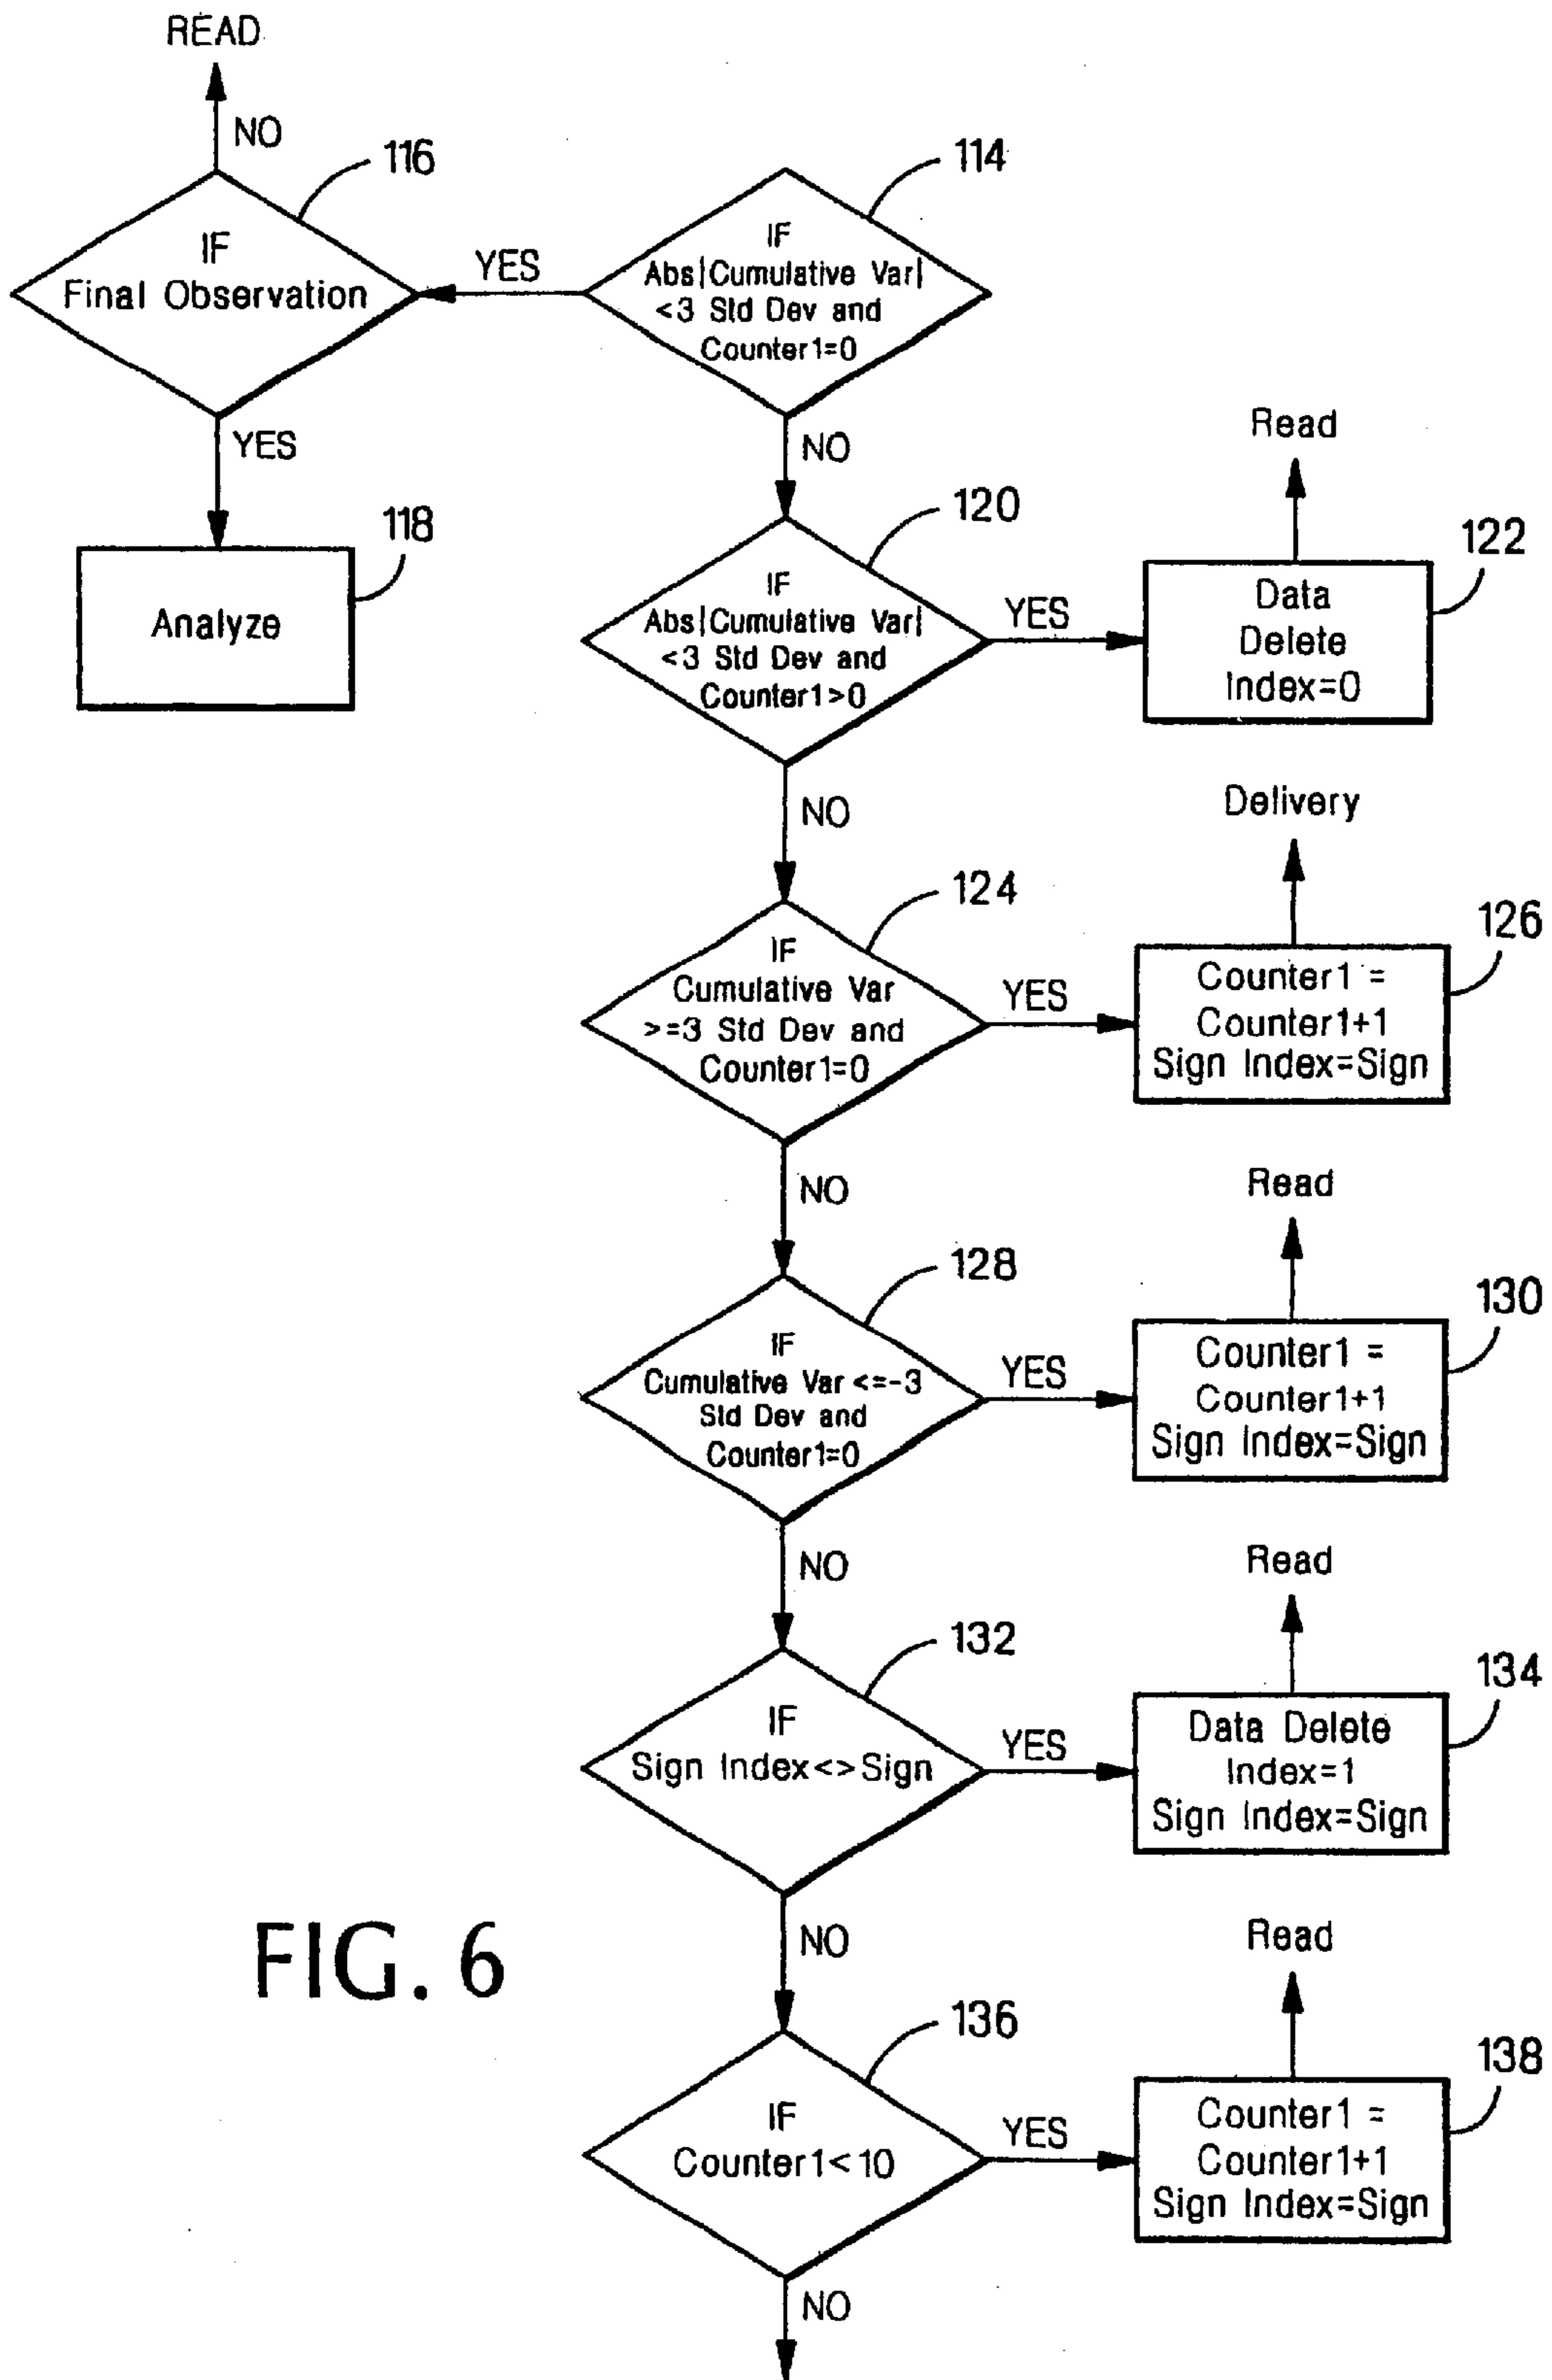 READ
NO
116
IF
Final Observation
YES
118
Analyze
YES
114
IF
Abs|Cumulative Var|
<3 Std Dev and
Counter1=0
NO
120
IF
Abs|Cumulative Var|
<3 Std Dev and
Counter1>0
YES
Read
122
Data
Delete
Index=0
NO
124
IF
Cumulative Var
>=3 Std Dev and
Counter1=0
YES
Delivery
126
Counter1 =
Counter1+1
Sign Index=Sign
NO
128
IF
Cumulative Var <=-3
Std Dev and
Counter1=0
YES
Read
130
Counter1 =
Counter1+1
Sign Index=Sign
NO
132
IF
Sign Index<>Sign
YES
Read
134
Data Delete
Index=1
Sign Index=Sign
NO
136
IF
Counter1<10
YES
Read
138
Counter1 =
Counter1+1
Sign Index=Sign
NO
FIG. 6